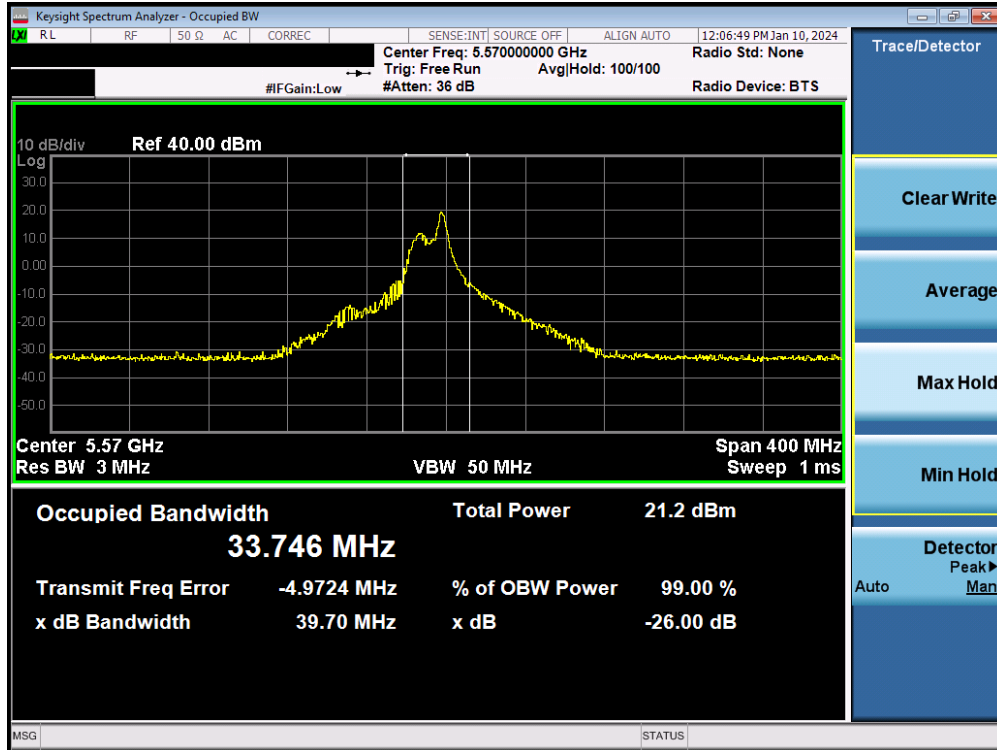 Keysight Spectrum Analyzer - Occupied BW
LXI RL RF 50 Ω AC CORREC SENSE:INT SOURCE OFF ALIGN AUTO 12:06:49 PM Jan 10, 2024
Center Freq: 5.570000000 GHz Radio Std: None
Trig: Free Run Avg|Hold: 100/100
#IFGain:Low #Atten: 36 dB Radio Device: BTS
Trace/Detector
10 dB/div Ref 40.00 dBm
Log
30.0
20.0
10.0
0.00
-10.0
-20.0
-30.0
-40.0
-50.0
Center 5.57 GHz Span 400 MHz
Res BW 3 MHz VBW 50 MHz Sweep 1 ms
Occupied Bandwidth Total Power 21.2 dBm
33.746 MHz
Transmit Freq Error -4.9724 MHz % of OBW Power 99.00 %
x dB Bandwidth 39.70 MHz x dB -26.00 dB
Clear Write
Average
Max Hold
Min Hold
Detector
Peak▶
Auto Man
MSG STATUS